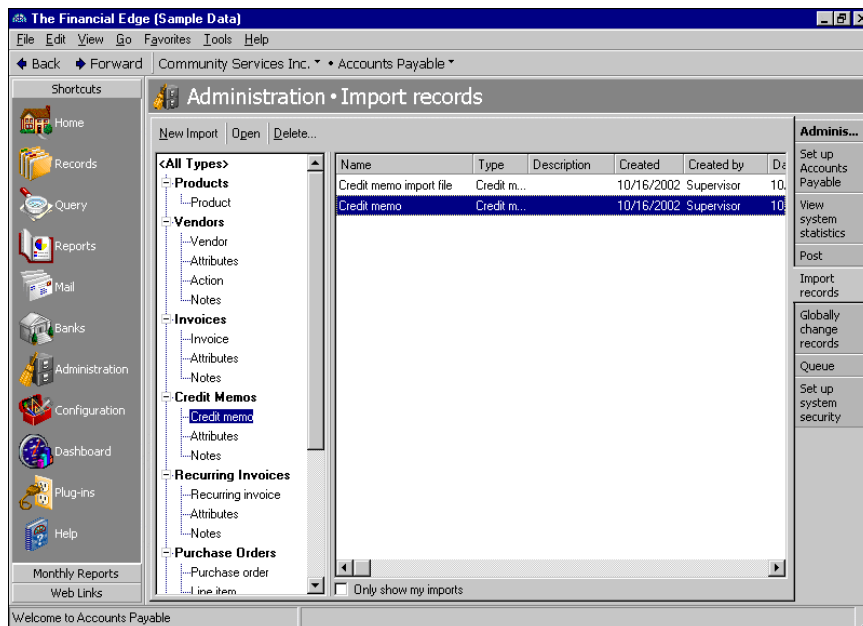 The Financial Edge (Sample Data)
File Edit View Go Favorites Tools Help
Back Forward Community Services Inc. • Accounts Payable
Shortcuts
Home
Records
Query
Reports
Mail
Banks
Administration
Configuration
Dashboard
Plug-ins
Help
Monthly Reports
Web Links
Administration • Import records
New Import Open Delete...
<All Types>
Products
Product
Vendors
Vendor
Attributes
Action
Notes
Invoices
Invoice
Attributes
Notes
Credit Memos
Credit memo
Attributes
Notes
Recurring Invoices
Recurring invoice
Attributes
Notes
Purchase Orders
Purchase order
Line item
Name Type Description Created Created by Da
Credit memo import file Credit m... 10/16/2002 Supervisor 10.
Credit memo Credit m... 10/16/2002 Supervisor 10
Only show my imports
Adminis...
Set up
Accounts
Payable
View
system
statistics
Post
Import
records
Globally
change
records
Queue
Set up
system
security
Welcome to Accounts Payable